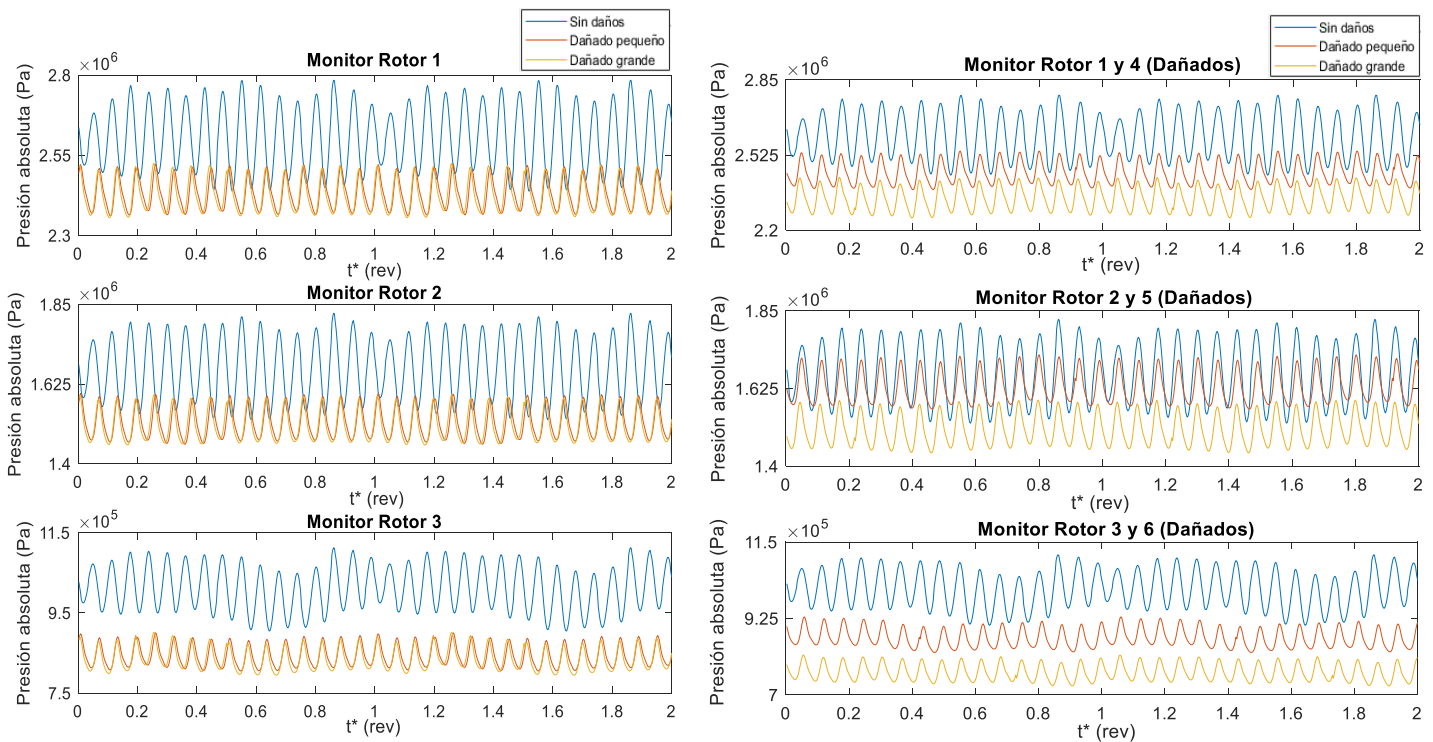 Sin daños
Dañado pequeño
Dañado grande
Monitor Rotor 1
×10^6
Presión absoluta (Pa)
2.8
2.55
2.3
0 0.2 0.4 0.6 0.8 1 1.2 1.4 1.6 1.8 2
t* (rev)
Monitor Rotor 2
×10^6
Presión absoluta (Pa)
1.85
1.625
1.4
0 0.2 0.4 0.6 0.8 1 1.2 1.4 1.6 1.8 2
t* (rev)
Monitor Rotor 3
×10^5
Presión absoluta (Pa)
11.5
9.5
7.5
0 0.2 0.4 0.6 0.8 1 1.2 1.4 1.6 1.8 2
t* (rev)
Sin daños
Dañado pequeño
Dañado grande
Monitor Rotor 1 y 4 (Dañados)
×10^6
Presión absoluta (Pa)
2.85
2.525
2.2
0 0.2 0.4 0.6 0.8 1 1.2 1.4 1.6 1.8 2
t* (rev)
Monitor Rotor 2 y 5 (Dañados)
×10^6
Presión absoluta (Pa)
1.85
1.625
1.4
0 0.2 0.4 0.6 0.8 1 1.2 1.4 1.6 1.8 2
t* (rev)
Monitor Rotor 3 y 6 (Dañados)
×10^5
Presión absoluta (Pa)
11.5
9.25
7
0 0.2 0.4 0.6 0.8 1 1.2 1.4 1.6 1.8 2
t* (rev)